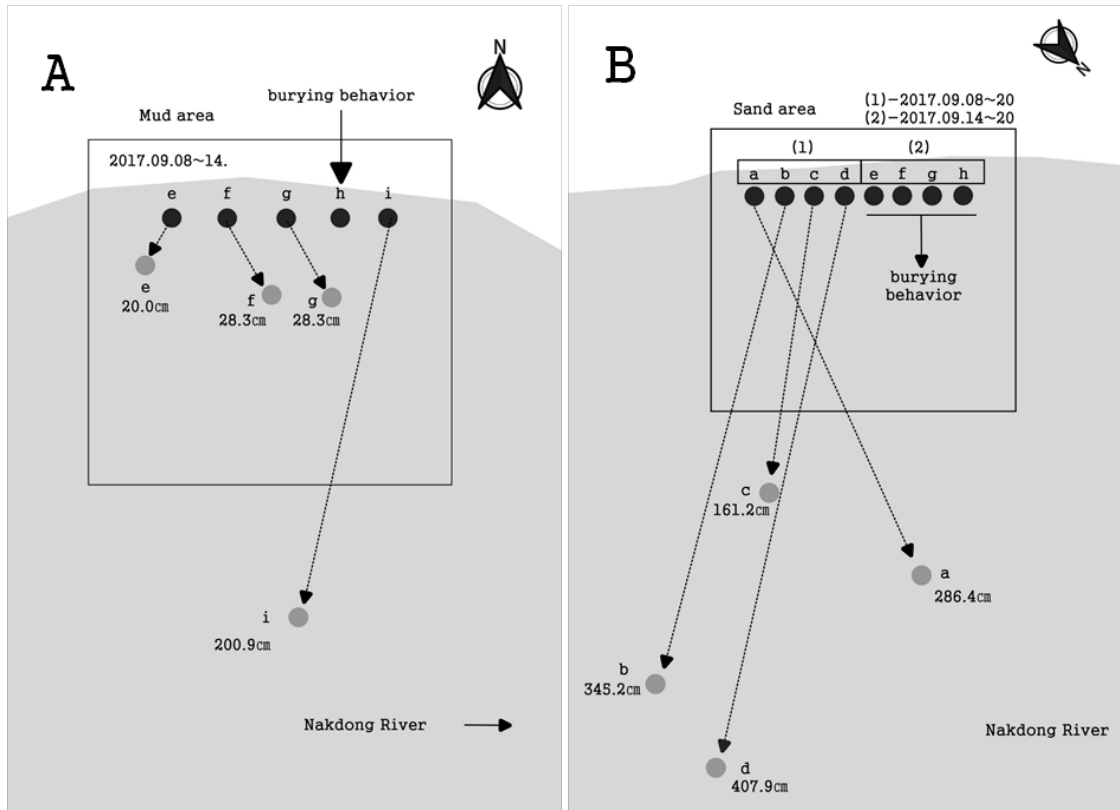 A
N
burying behavior
Mud area
2017.09.08~14.
e f g h i
e
20.0cm
f
28.3cm
g
28.3cm
i
200.9cm
Nakdong River
B
N
Sand area
(1)-2017.09.08~20
(2)-2017.09.14~20
(1) (2)
a b c d e f g h
burying
behavior
c
161.2cm
a
286.4cm
b
345.2cm
Nakdong River
d
407.9cm